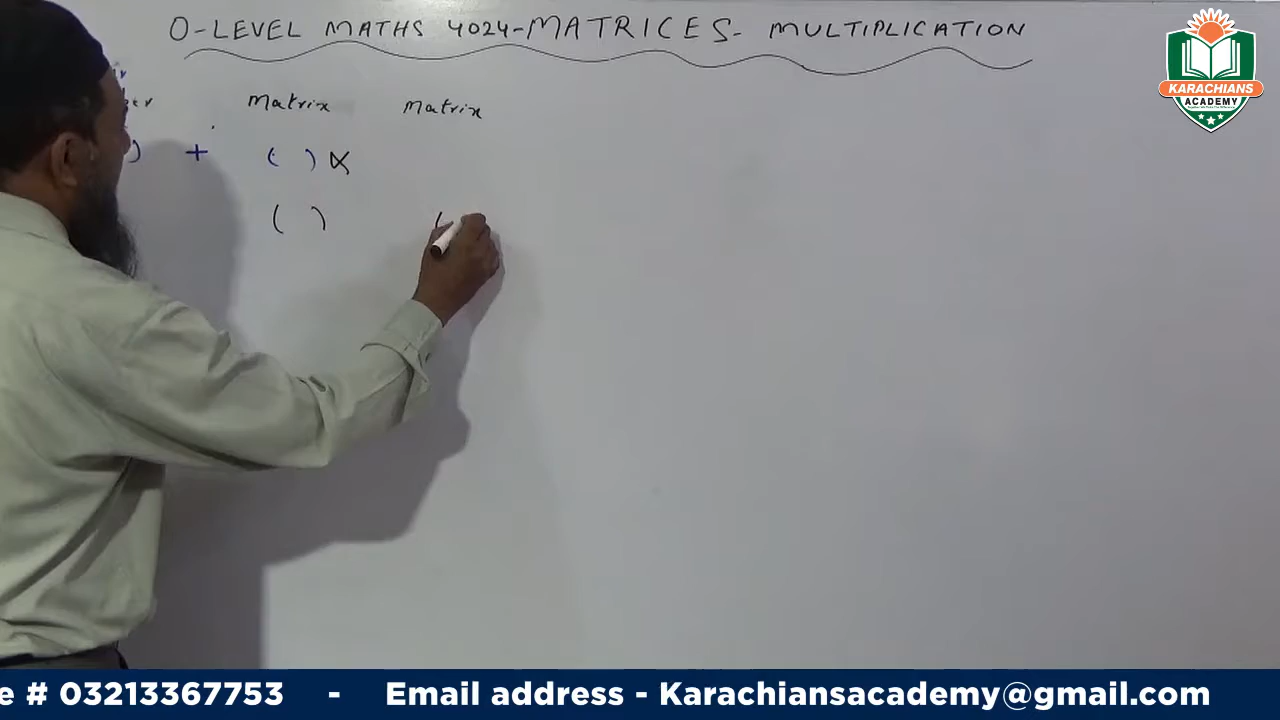 O-LEVEL MATHS 4024-MATRICES- MULTIPLICATION
KARACHIANS
ACADEMY
Matrix Matrix
) + ( ) ∝
( ) (
e # 03213367753 - Email address - Karachiansacademy@gmail.com